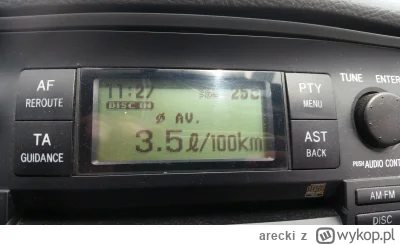 AF
REROUTE
TA
GUIDANCE
11:27
25℃
DISC IN
Ø AV.
3.5ℓ/100km
PTY
MENU
AST
BACK
TUNE ENTER
PUSH AUDIO CONT
AM·FM
DISC
arecki z wykop.pl